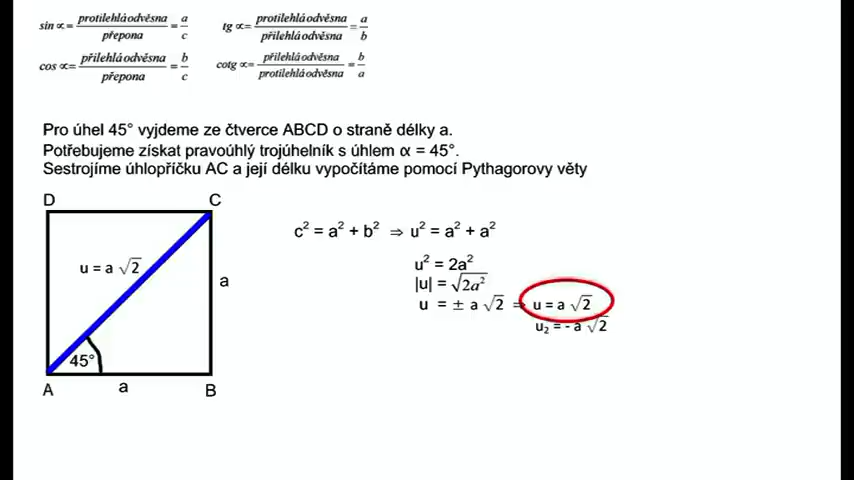 sin ∝= protilehlá odvěsna / přepona = a / c
tg ∝= protilehlá odvěsna / přilehlá odvěsna = a / b
cos ∝= přilehlá odvěsna / přepona = b / c
cotg ∝= přilehlá odvěsna / protilehlá odvěsna = b / a
Pro úhel 45° vyjdeme ze čtverce ABCD o straně délky a.
Potřebujeme získat pravoúhlý trojúhelník s úhlem α = 45°.
Sestrojíme úhlopříčku AC a její délku vypočítáme pomocí Pythagorovy věty
D C
u = a √2
a
45°
A a B
c² = a² + b² ⇒ u² = a² + a²
u² = 2a²
|u| = √2a²
u = ± a √2 ⇒ u = a √2
u₂ = - a √2